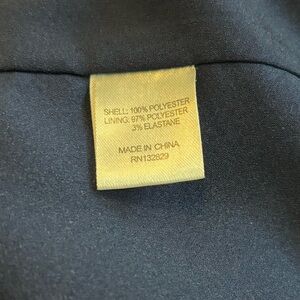 SHELL: 100% POLYESTER
LINING: 97% POLYESTER
3% ELASTANE
MADE IN CHINA
RN132829